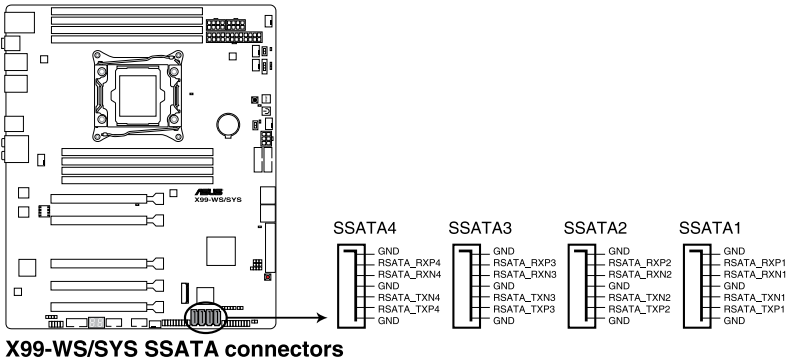 ASUS
X99-WS/SYS
SSATA4
GND
RSATA_RXP4
RSATA_RXN4
GND
RSATA_TXN4
RSATA_TXP4
GND
SSATA3
GND
RSATA_RXP3
RSATA_RXN3
GND
RSATA_TXN3
RSATA_TXP3
GND
SSATA2
GND
RSATA_RXP2
RSATA_RXN2
GND
RSATA_TXN2
RSATA_TXP2
GND
SSATA1
GND
RSATA_RXP1
RSATA_RXN1
GND
RSATA_TXN1
RSATA_TXP1
GND
X99-WS/SYS SSATA connectors